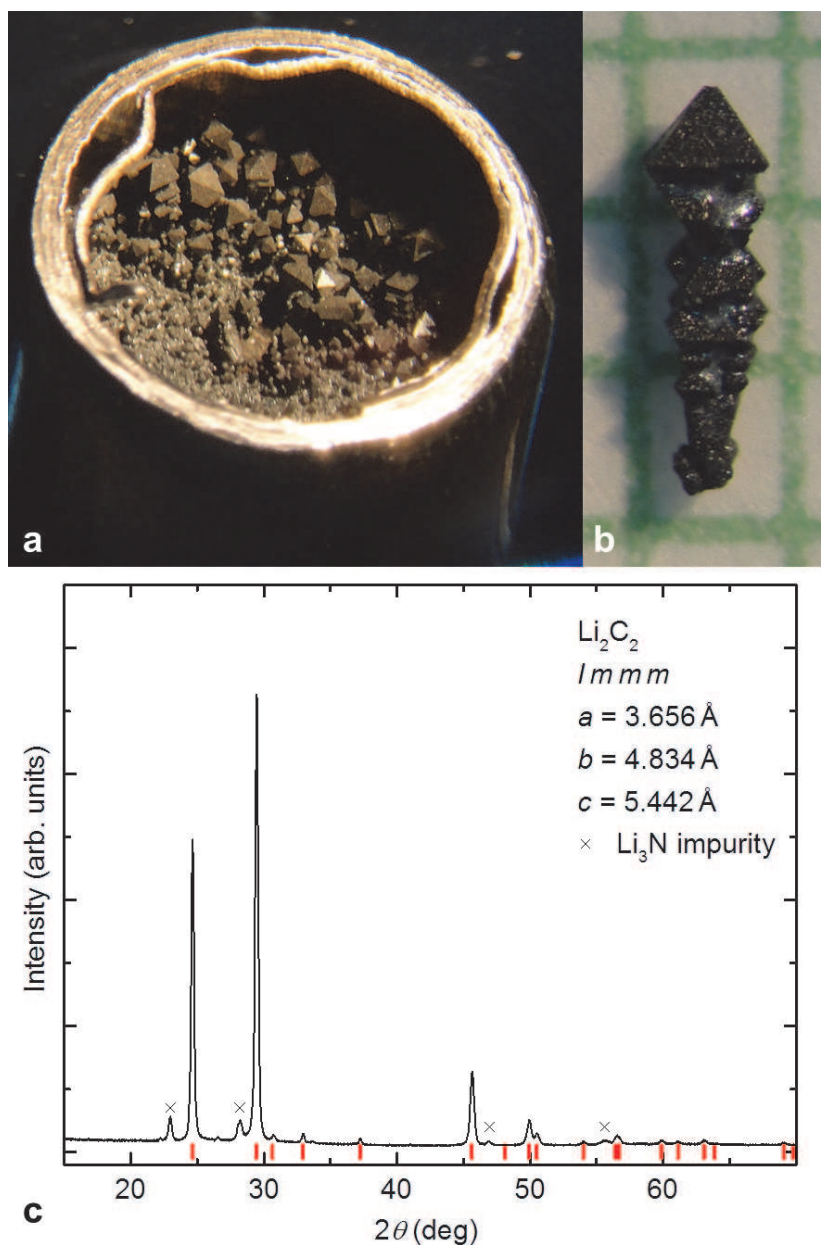 a
b
Li₂C₂
I m m m
a = 3.656 Å
b = 4.834 Å
c = 5.442 Å
× Li₃N impurity
Intensity (arb. units)
20 30 40 50 60
2θ (deg)
c